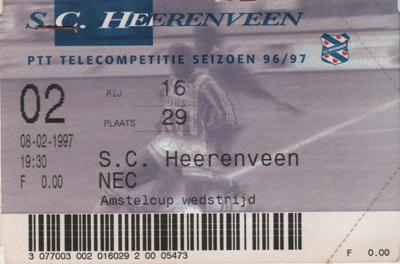 S.C. HEERENVEEN
PTT TELECOMPETITIE SEIZOEN 96/97
02
RIJ 16
PLAATS 29
08-02-1997
19:30
S.C. Heerenveen
F 0.00
NEC
Amstelcup wedstrijd
3 077003 002 016029 2 00 05473
F 0.00